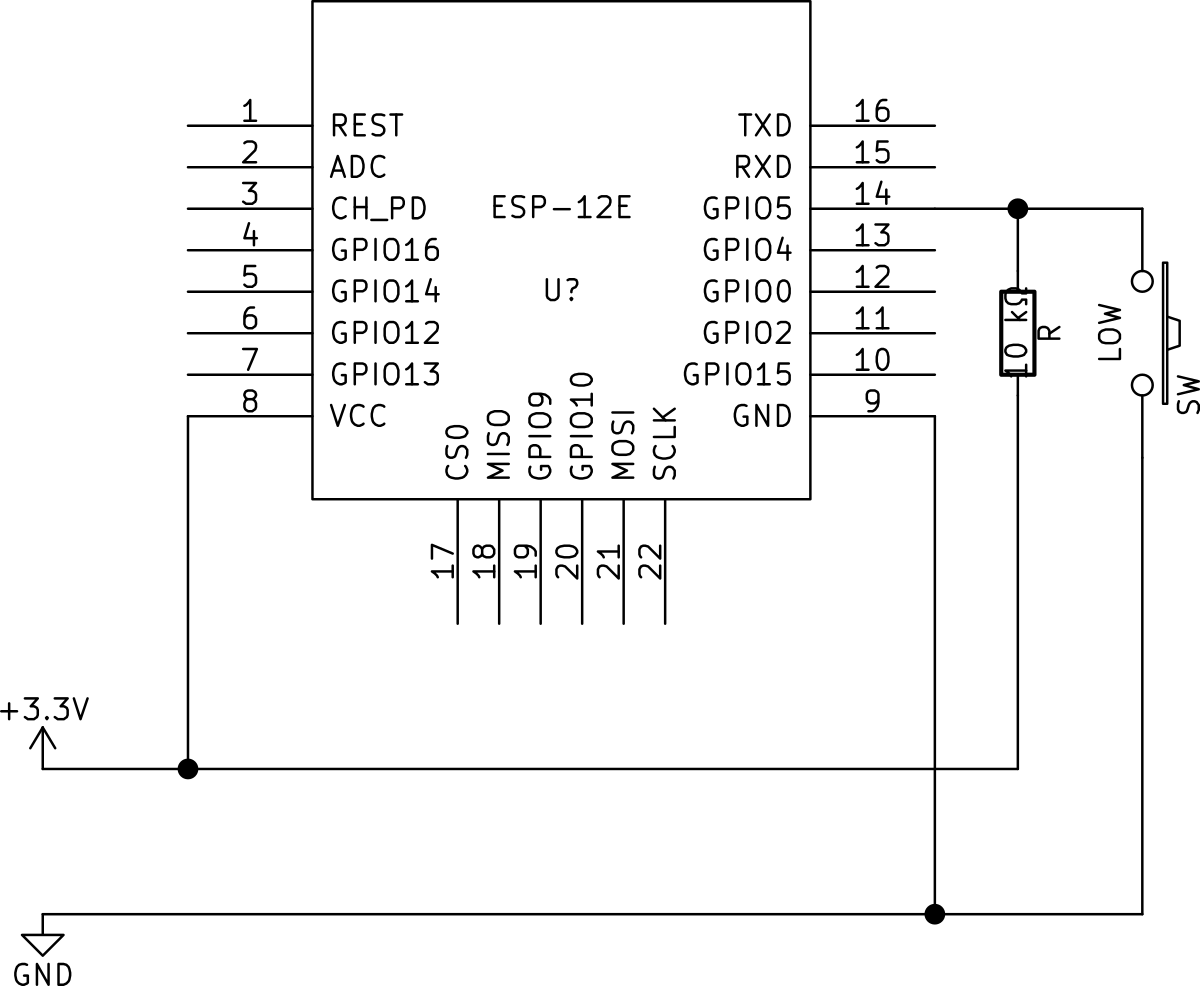 1 REST
2 ADC
3 CH_PD
4 GPIO16
5 GPIO14
6 GPIO12
7 GPIO13
8 VCC
ESP-12E
U?
TXD 16
RXD 15
GPIO5 14
GPIO4 13
GPIO0 12
GPIO2 11
GPIO15 10
GND 9
CSO 17
MISO 18
GPIO9 19
GPIO10 20
MOSI 21
SCLK 22
10 kΩ
R
LOW
SW
+3.3V
GND